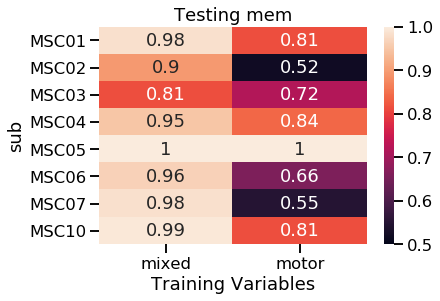 Testing mem
sub
MSC01 0.98 0.81
MSC02 0.9 0.52
MSC03 0.81 0.72
MSC04 0.95 0.84
MSC05 1 1
MSC06 0.96 0.66
MSC07 0.98 0.55
MSC10 0.99 0.81
mixed motor
Training Variables
1.0
0.9
0.8
0.7
0.6
0.5